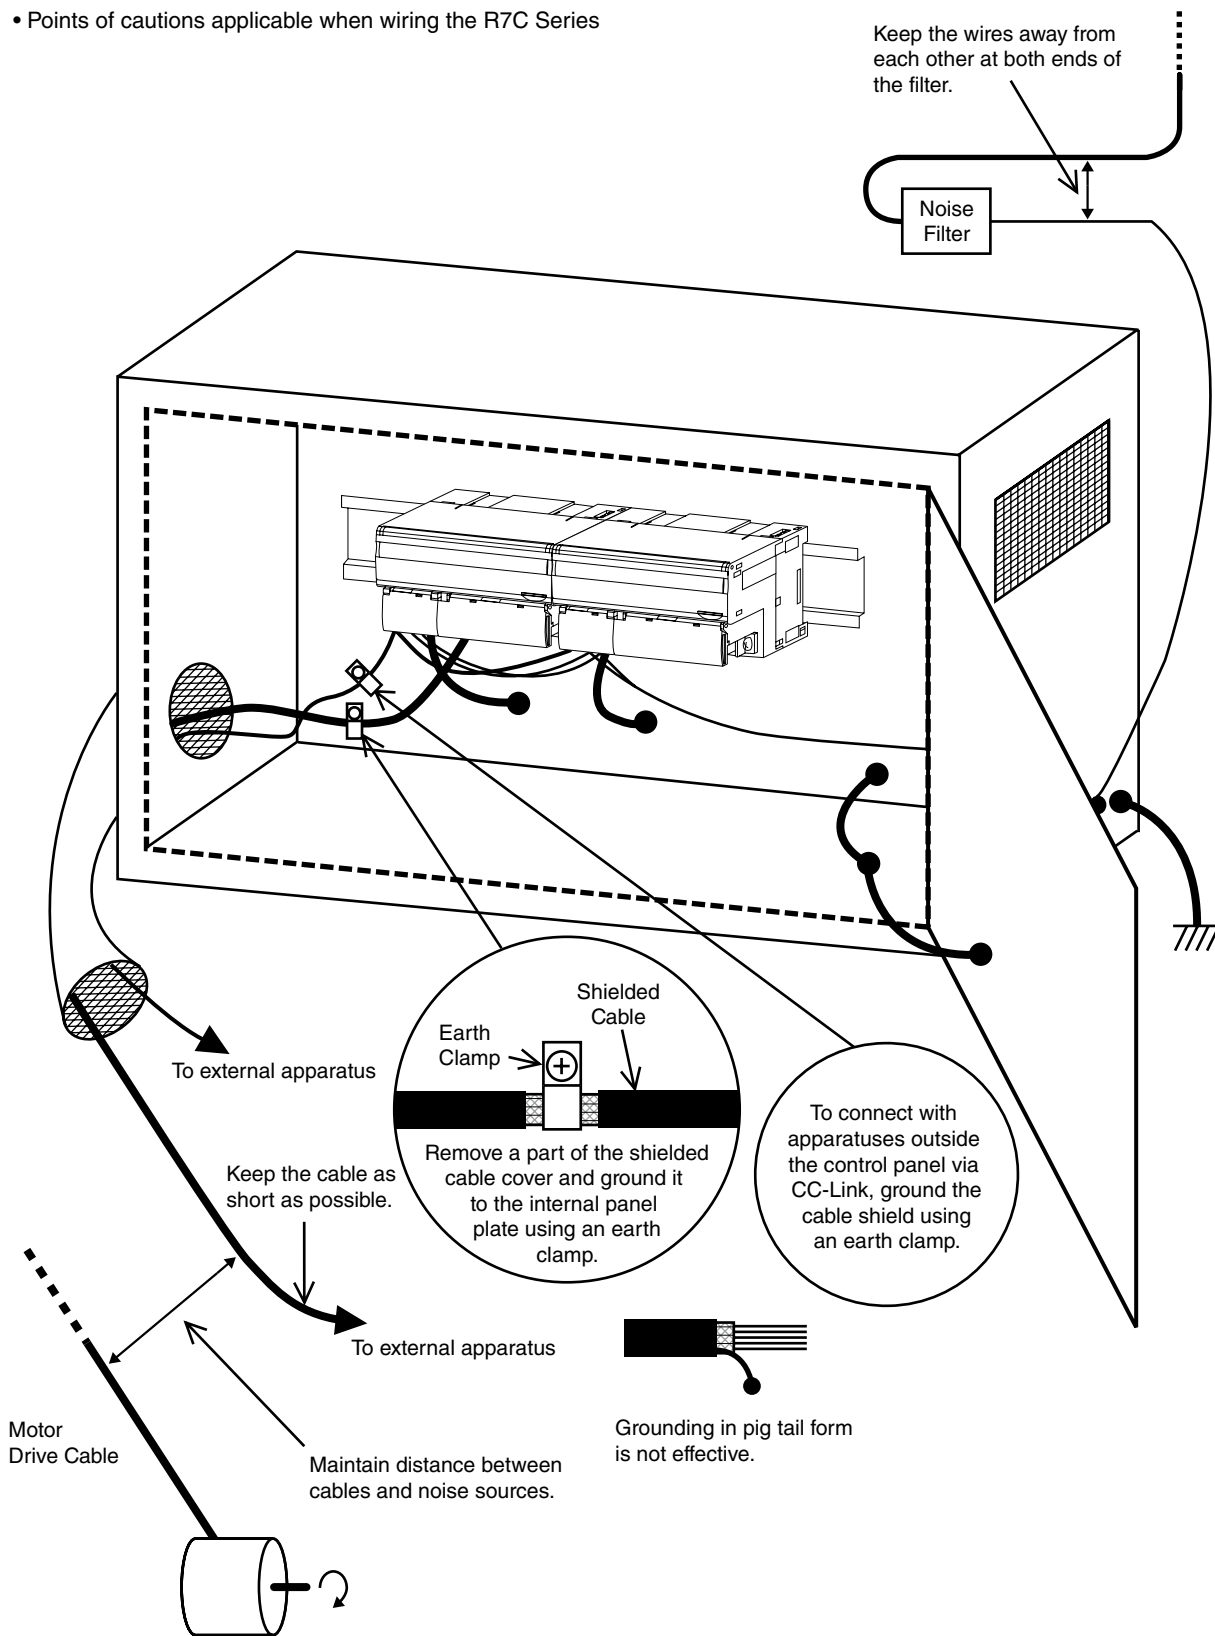 • Points of cautions applicable when wiring the R7C Series
Keep the wires away from
each other at both ends of
the filter.
Noise
Filter
Shielded
Cable
Earth
Clamp
To external apparatus
Remove a part of the shielded
cable cover and ground it
to the internal panel
plate using an earth
clamp.
To connect with
apparatuses outside
the control panel via
CC-Link, ground the
cable shield using
an earth clamp.
Keep the cable as
short as possible.
To external apparatus
Motor
Drive Cable
Maintain distance between
cables and noise sources.
Grounding in pig tail form
is not effective.